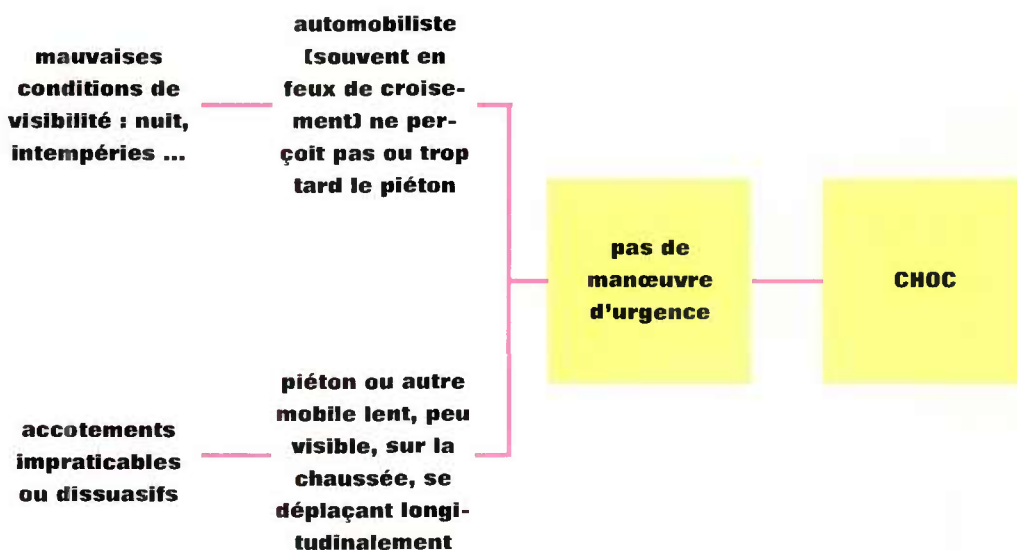 mauvaises
conditions de
visibilité : nuit,
intempéries ...
automobiliste
[souvent en
feux de croise-
ment] ne per-
çoit pas ou trop
tard le piéton
pas de
manœuvre
d'urgence
CHOC
accotements
impraticables
ou dissuasifs
piéton ou autre
mobile lent, peu
visible, sur la
chaussée, se
déplaçant longi-
tudinalement